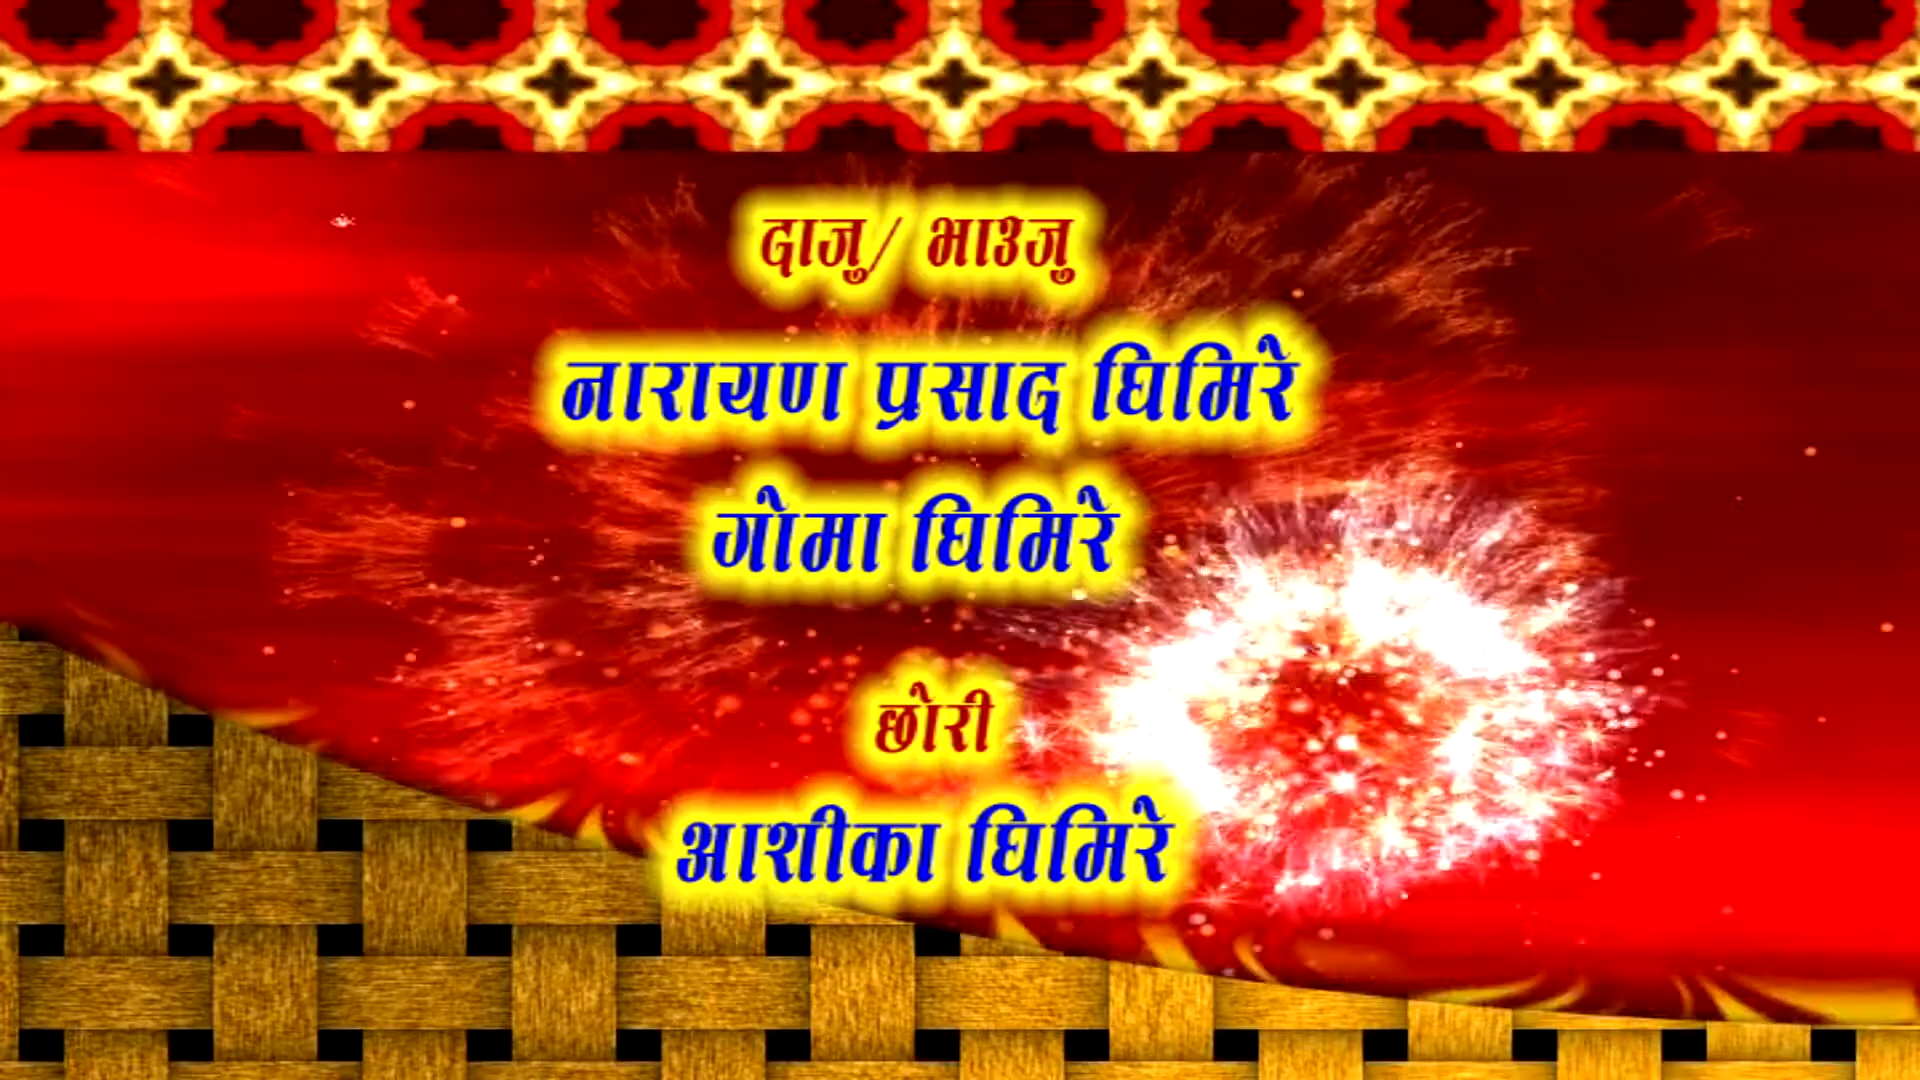 दाजु/ भाउजु
नारायण प्रसाद घिमिरे
गोमा घिमिरे
छोरी
आशीका घिमिरे